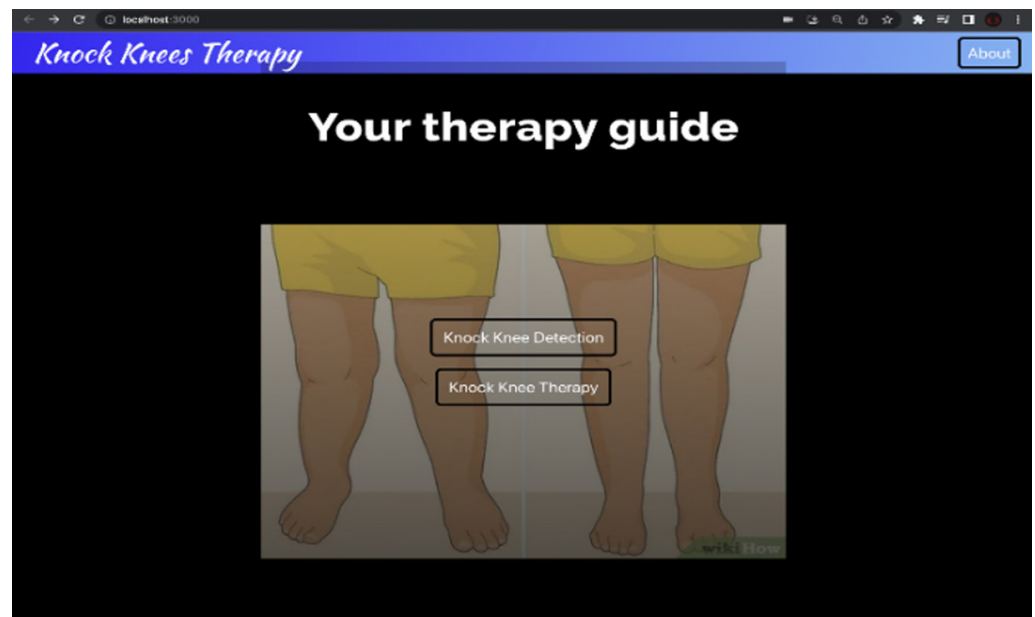 localhost:3000
Knock Knees Therapy
About
Your therapy guide
Knock Knee Detection
Knock Knee Therapy
wikiHow